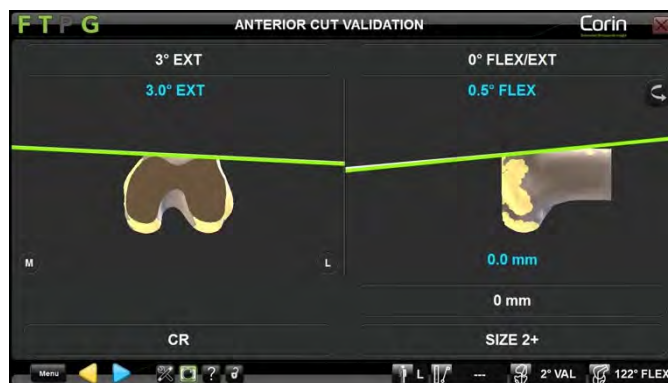 F T P G ANTERIOR CUT VALIDATION Corin
3° EXT 0° FLEX/EXT
3.0° EXT 0.5° FLEX
M L
0.0 mm
0 mm
CR SIZE 2+
Menu ? L --- 2° VAL 122° FLEX